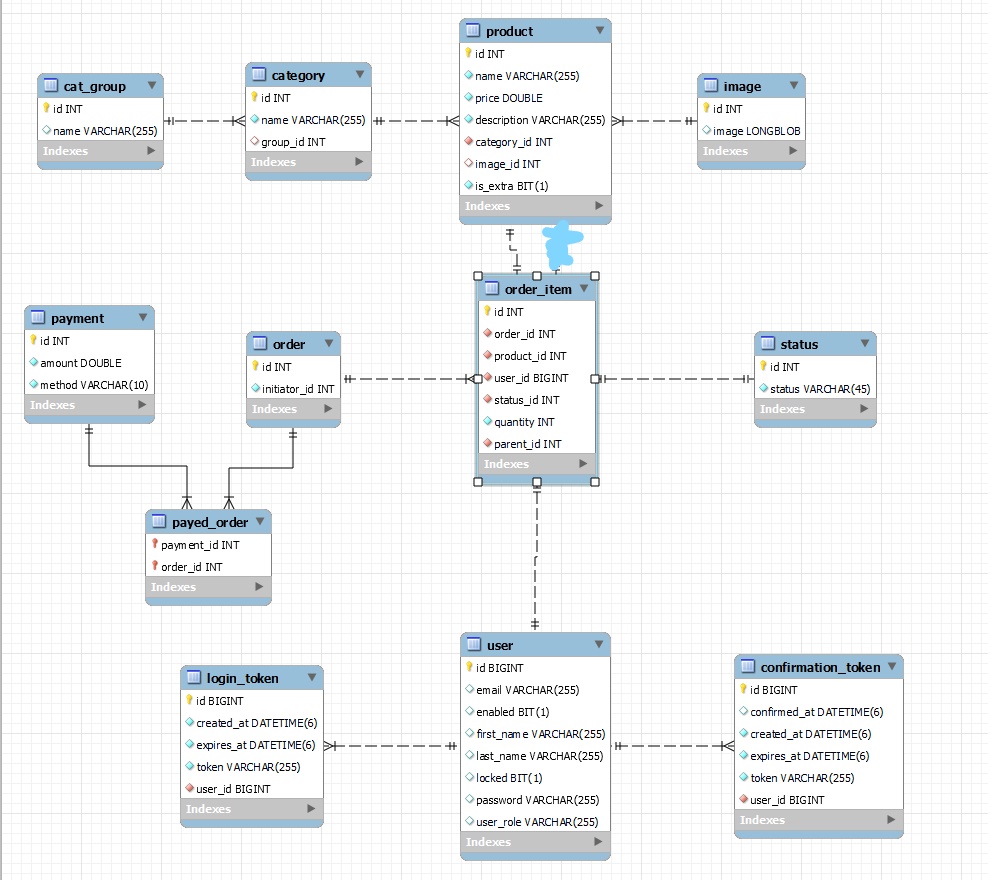 cat_group
id INT
name VARCHAR(255)
Indexes
category
id INT
name VARCHAR(255)
group_id INT
Indexes
product
id INT
name VARCHAR(255)
price DOUBLE
description VARCHAR(255)
category_id INT
image_id INT
is_extra BIT(1)
Indexes
image
id INT
image LONGBLOB
Indexes
payment
id INT
amount DOUBLE
method VARCHAR(10)
Indexes
order
id INT
initiator_id INT
Indexes
order_item
id INT
order_id INT
product_id INT
user_id BIGINT
status_id INT
quantity INT
parent_id INT
Indexes
status
id INT
status VARCHAR(45)
Indexes
payed_order
payment_id INT
order_id INT
Indexes
login_token
id BIGINT
created_at DATETIME(6)
expires_at DATETIME(6)
token VARCHAR(255)
user_id BIGINT
Indexes
user
id BIGINT
email VARCHAR(255)
enabled BIT(1)
first_name VARCHAR(255)
last_name VARCHAR(255)
locked BIT(1)
password VARCHAR(255)
user_role VARCHAR(255)
Indexes
confirmation_token
id BIGINT
confirmed_at DATETIME(6)
created_at DATETIME(6)
expires_at DATETIME(6)
token VARCHAR(255)
user_id BIGINT
Indexes